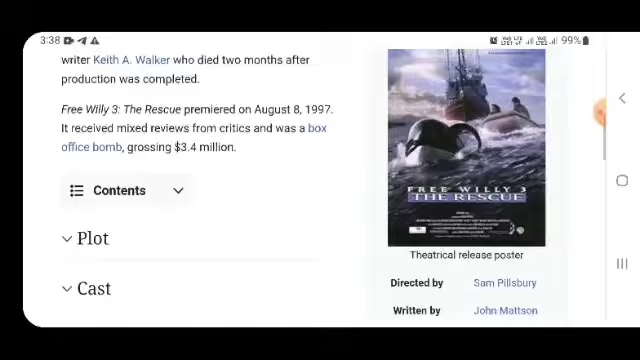 3:38
99%
writer Keith A. Walker who died two months after
production was completed.
Free Willy 3: The Rescue premiered on August 8, 1997.
It received mixed reviews from critics and was a box
office bomb, grossing $3.4 million.
Contents
Plot
Cast
FREE WILLY 3
THE RESCUE
Theatrical release poster
Directed by Sam Pillsbury
Written by John Mattson